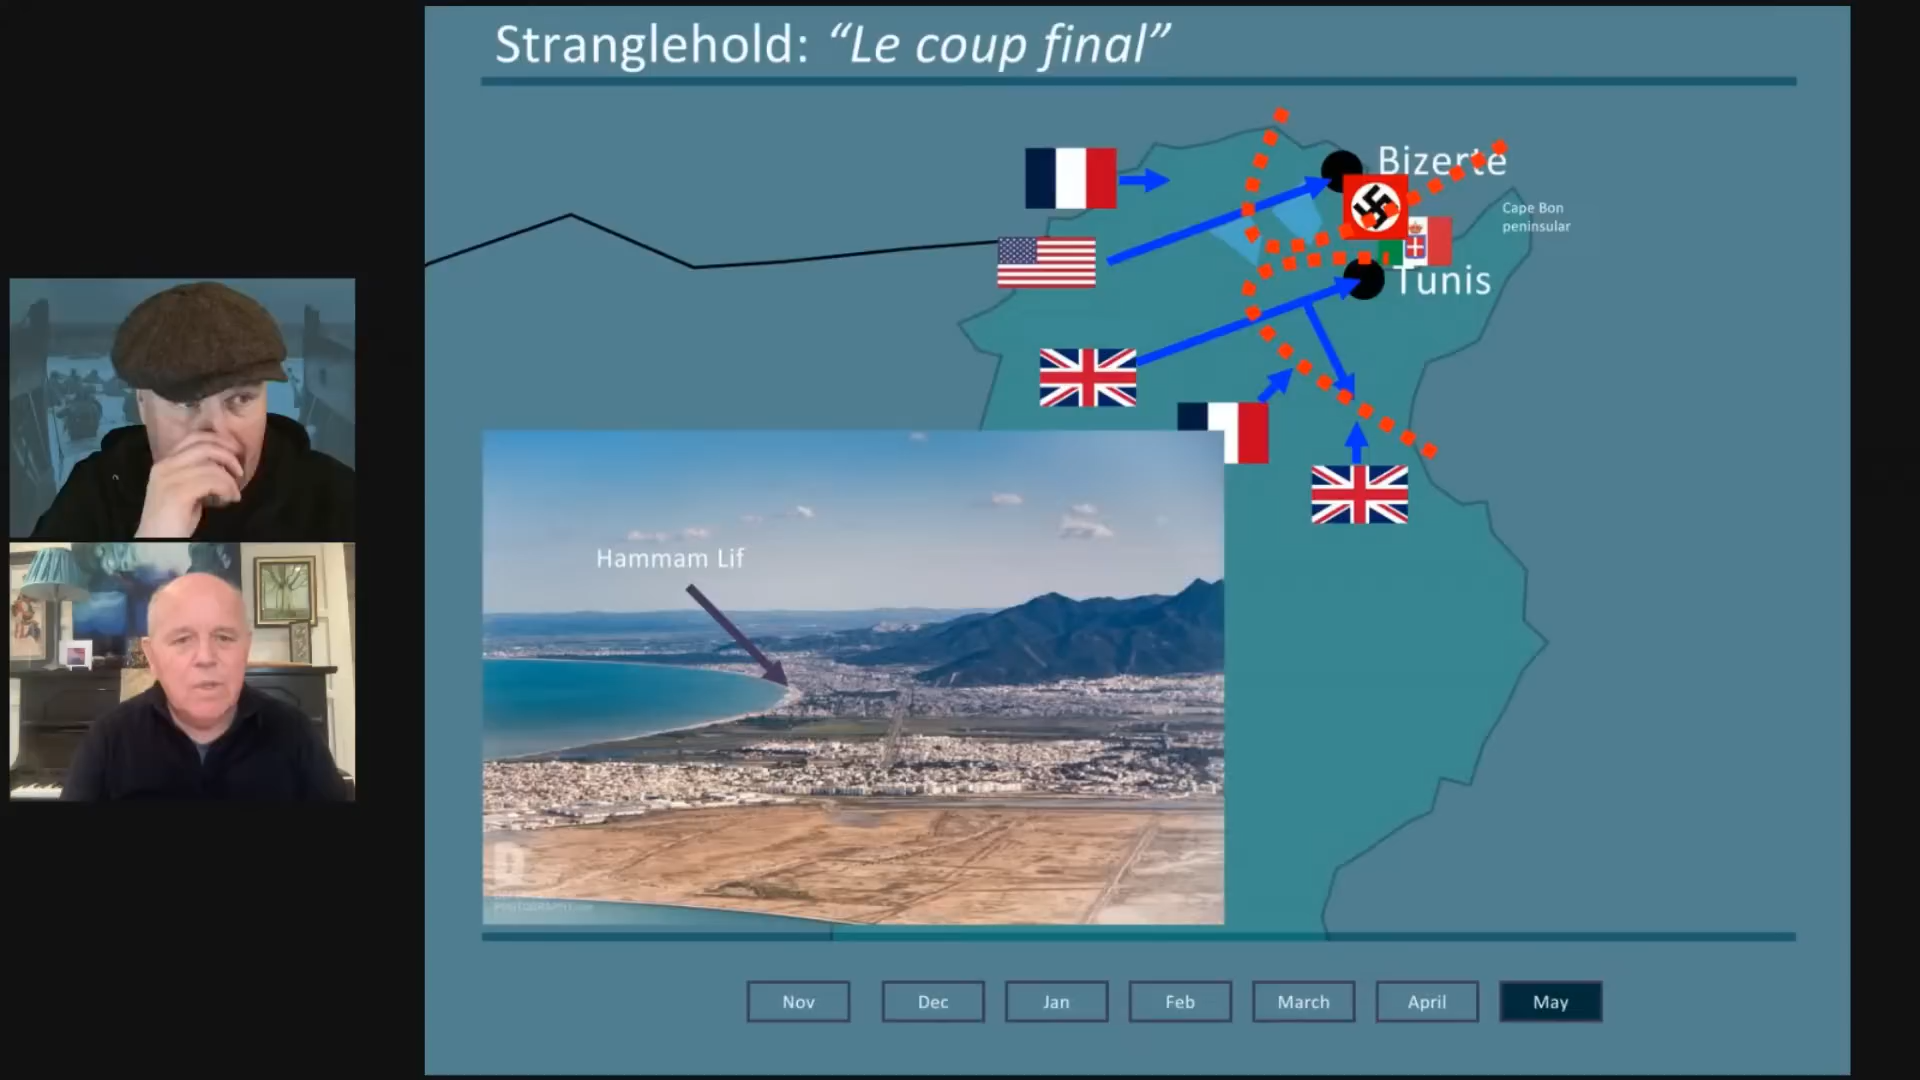 Stranglehold: “Le coup final”
Bizerte
Cape Bon
peninsular
Tunis
Hammam Lif
Nov
Dec
Jan
Feb
March
April
May